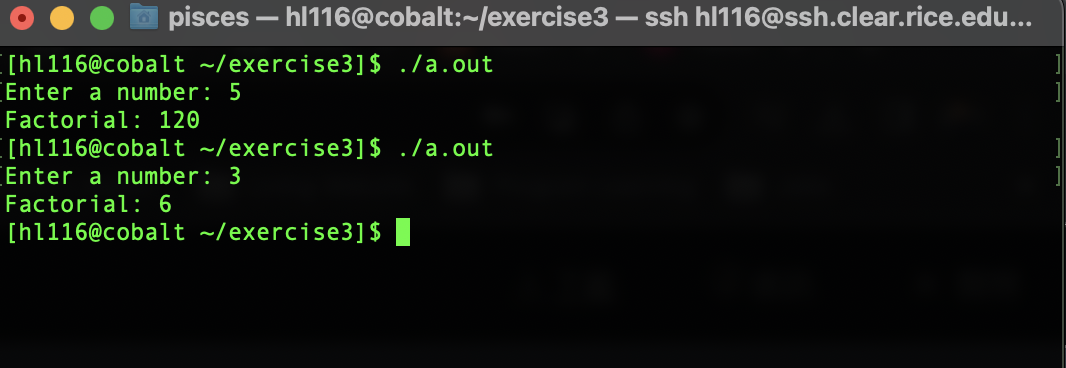 pisces — hl116@cobalt:~/exercise3 — ssh hl116@ssh.clear.rice.edu...
[[hl116@cobalt ~/exercise3]$ ./a.out ]
[Enter a number: 5 ]
Factorial: 120
[[hl116@cobalt ~/exercise3]$ ./a.out ]
[Enter a number: 3 ]
Factorial: 6
[hl116@cobalt ~/exercise3]$